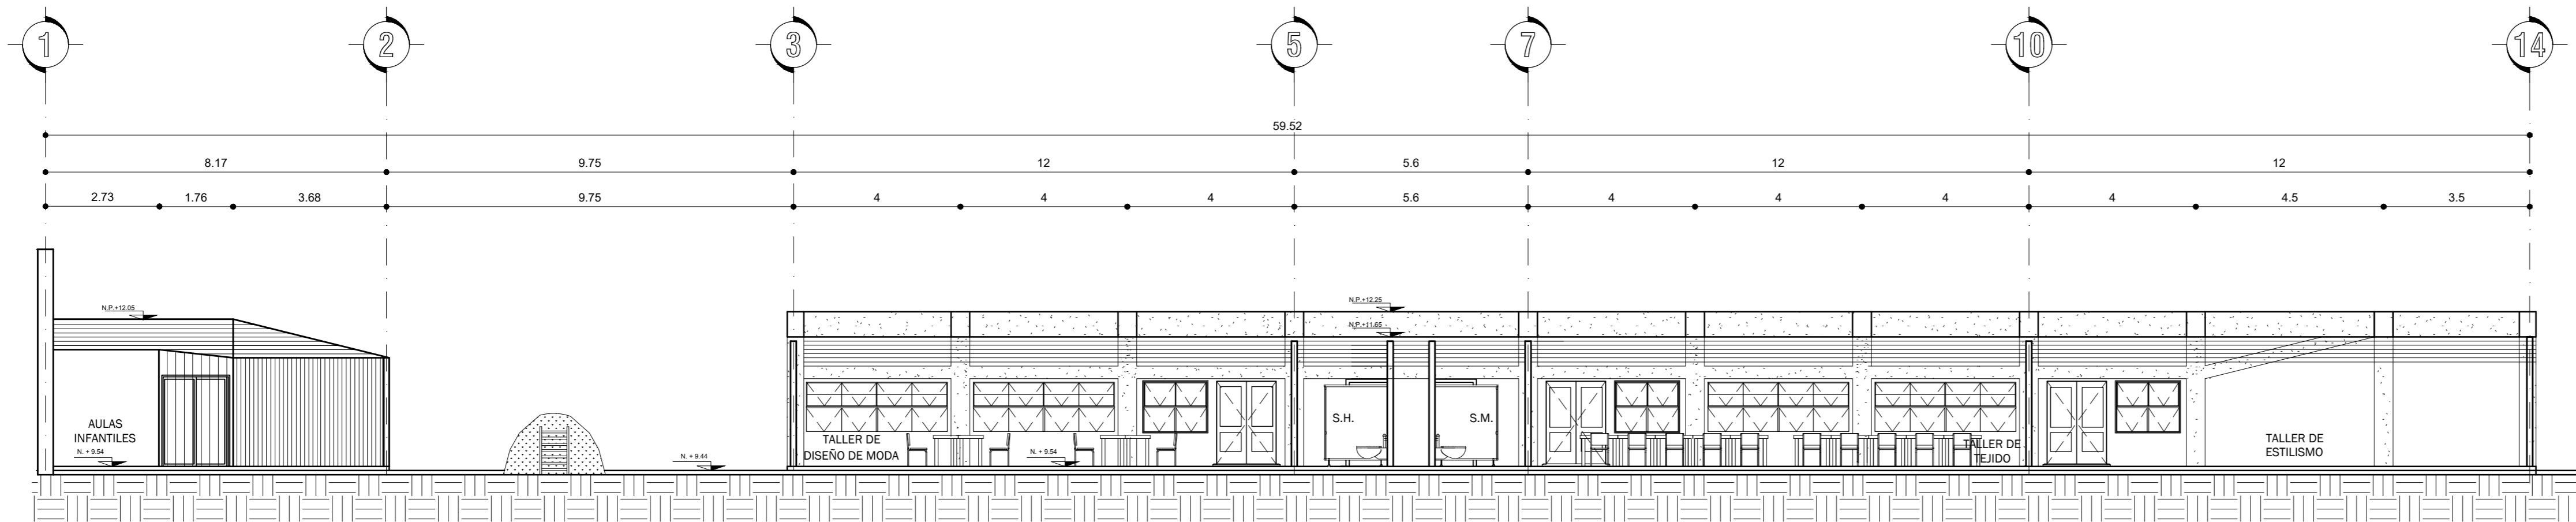 1 2 3 5 7 10 14
59.52
8.17 9.75 12 5.6 12 12
2.73 1.76 3.68 9.75 4 4 4 5.6 4 4 4 4 4.5 3.5
N.P.+12.05
N.P.+12.25
N.P.+11.65
AULAS
INFANTILES
N. + 9.54
N. + 9.44
TALLER DE
DISEÑO DE MODA
N. + 9.54
S.H.
S.M.
TALLER DE
TEJIDO
TALLER DE
ESTILISMO